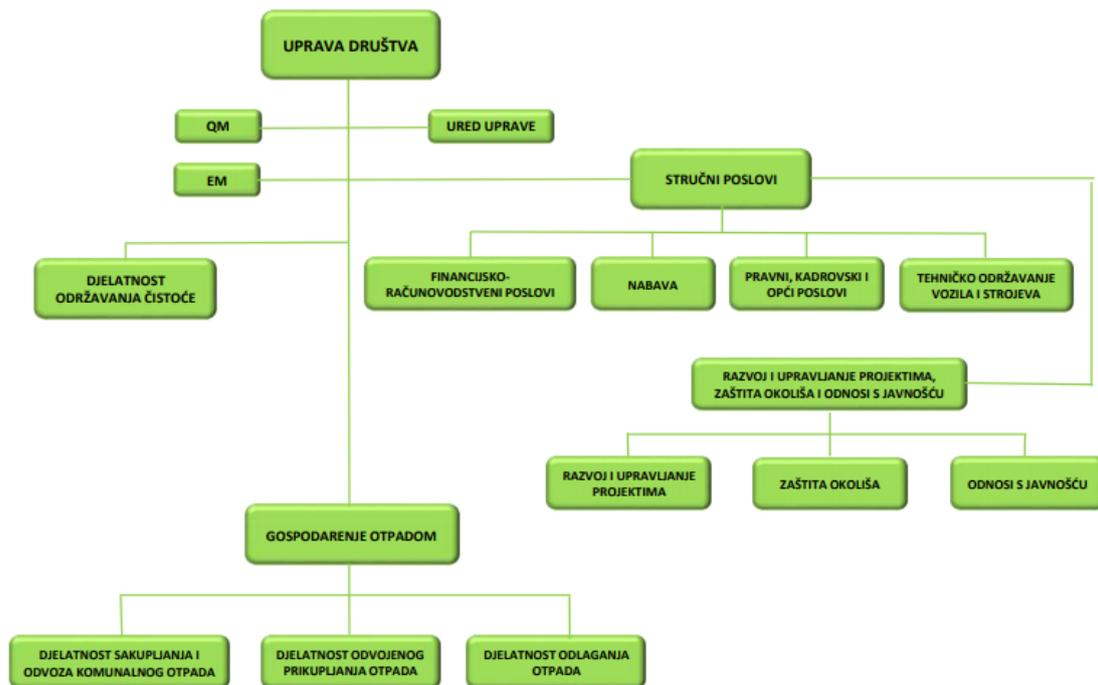 UPRAVA DRUŠTVA
QM
URED UPRAVE
EM
STRUČNI POSLOVI
DJELATNOST
ODRŽAVANJA ČISTOĆE
FINANCIJSKO-
RAČUNOVODSTVENI POSLOVI
NABAVA
PRAVNI, KADROVSKI I
OPĆI POSLOVI
TEHNIČKO ODRŽAVANJE
VOZILA I STROJEVA
RAZVOJ I UPRAVLJANJE PROJEKTIMA,
ZAŠTITA OKOLIŠA I ODNOSI S JAVNOŠĆU
RAZVOJ I UPRAVLJANJE
PROJEKTIMA
ZAŠTITA OKOLIŠA
ODNOSI S JAVNOŠĆU
GOSPODARENJE OTPADOM
DJELATNOST SAKUPLJANJA I
ODVOZA KOMUNALNOG OTPADA
DJELATNOST ODVOJENOG
PRIKUPLJANJA OTPADA
DJELATNOST ODLAGANJA
OTPADA